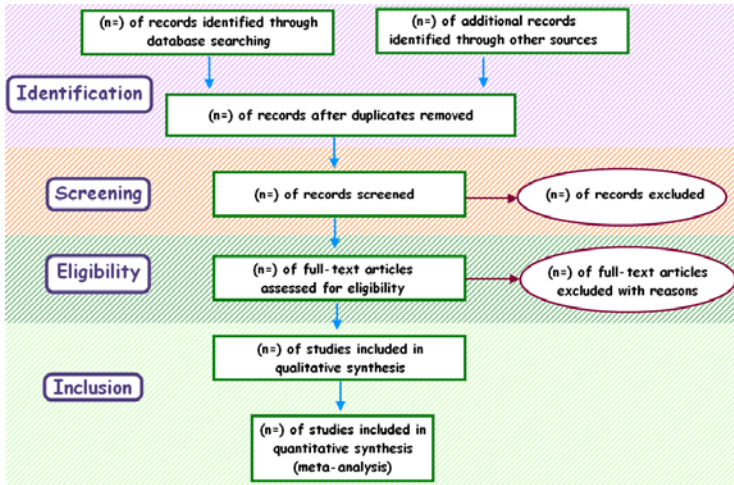 (n=) of records identified through
database searching
(n=) of additional records
identified through other sources
Identification
(n=) of records after duplicates removed
Screening
(n=) of records screened
(n=) of records excluded
Eligibility
(n=) of full-text articles
assessed for eligibility
(n=) of full-text articles
excluded with reasons
(n=) of studies included in
qualitative synthesis
Inclusion
(n=) of studies included in
quantitative synthesis
(meta-analysis)